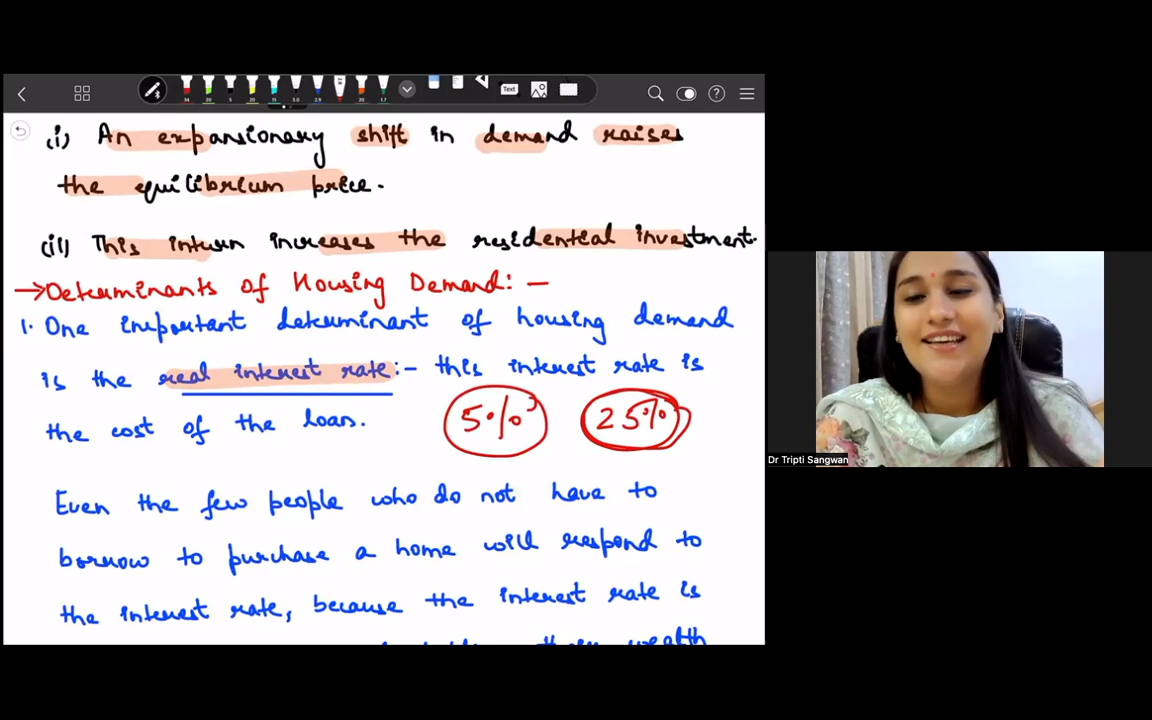 (i) An expansionary shift in demand raises
the equilibrium price.
(ii) This inturn increases the residential investment.
→Determinants of Housing Demand:-
1. One important determinant of housing demand
is the real interest rate:- this interest rate is
the cost of the loan. 5% 25%
Even the few people who do not have to
borrow to purchase a home will respond to
the interest rate, because the interest rate is
their wealth
Text
Dr Tripti Sangwan